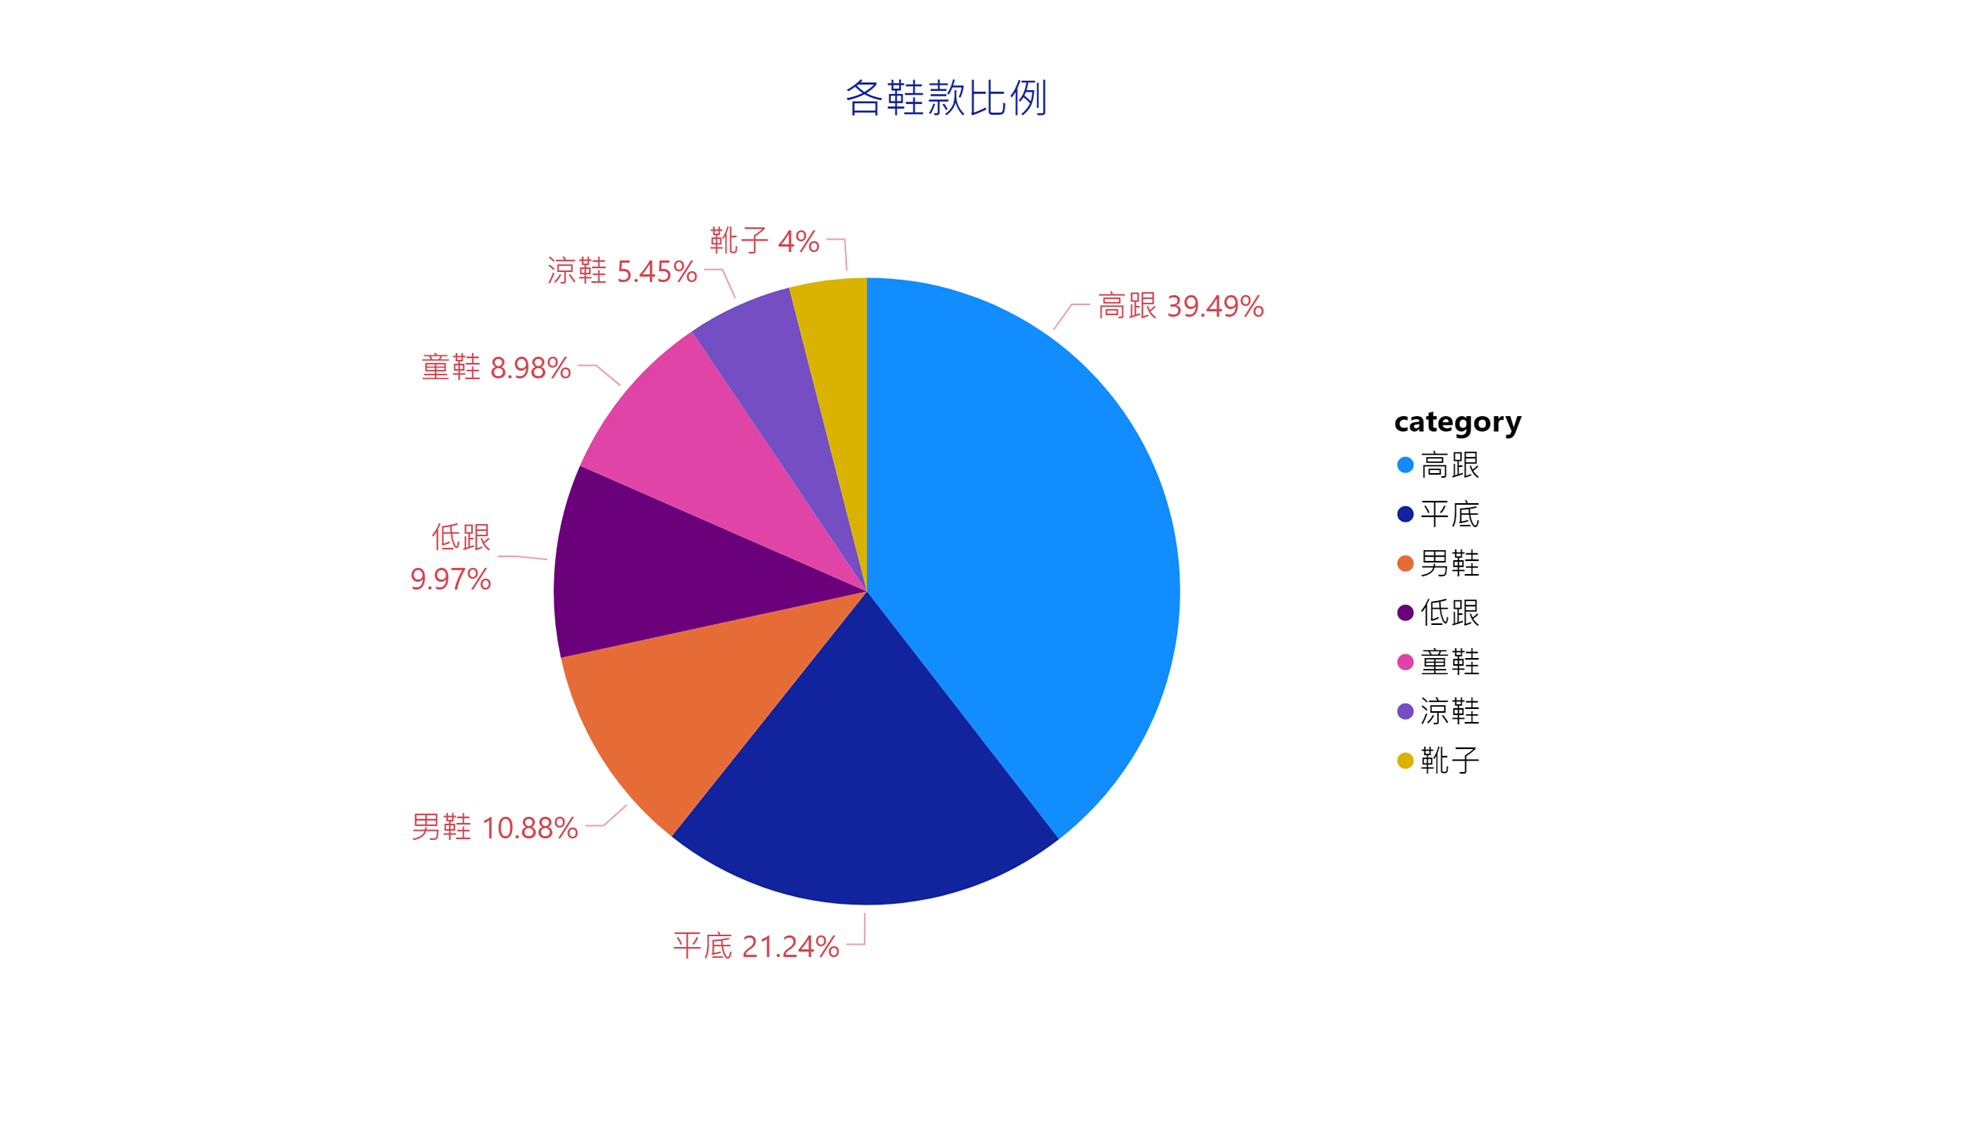 各鞋款比例
靴子 4%
涼鞋 5.45%
高跟 39.49%
童鞋 8.98%
低跟
9.97%
男鞋 10.88%
平底 21.24%
category
高跟
平底
男鞋
低跟
童鞋
涼鞋
靴子